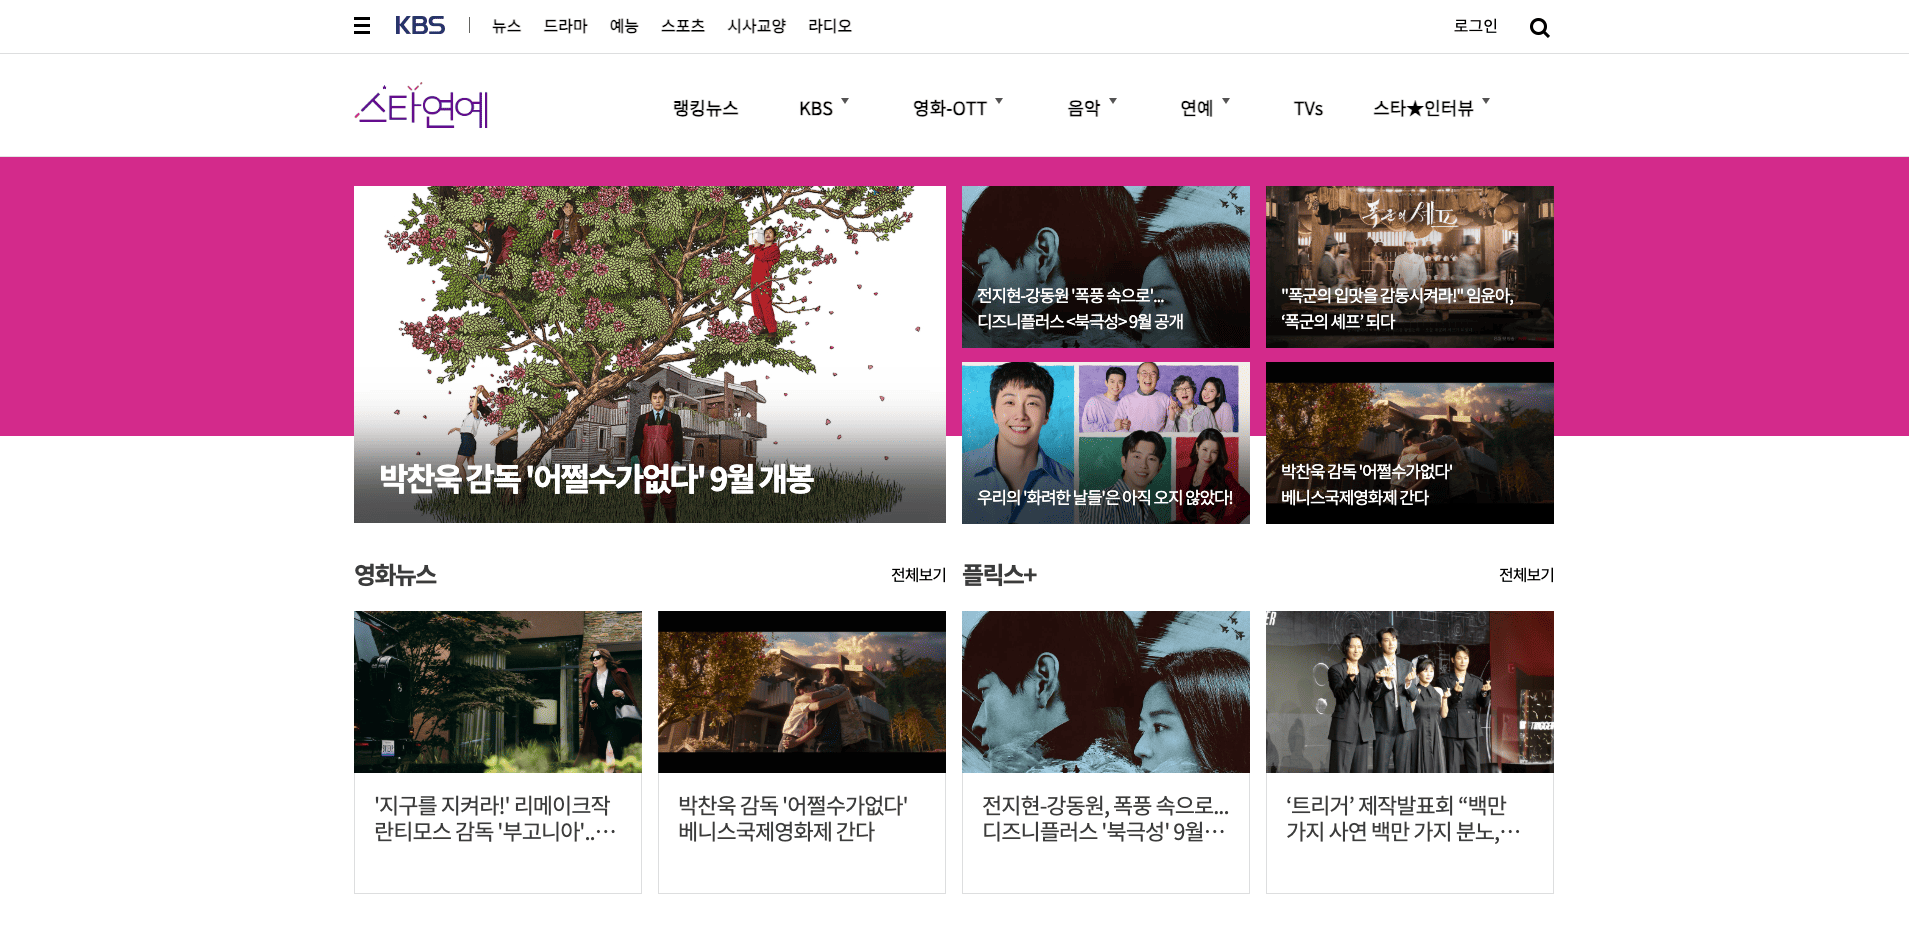 KBS
뉴스
드라마
예능
스포츠
시사교양
라디오
로그인
스타연예
랭킹뉴스
KBS
영화-OTT
음악
연예
TVs
스타★인터뷰
박찬욱 감독 '어쩔수가없다' 9월 개봉
전지현-강동원 '폭풍 속으로'...
디즈니플러스 <북극성> 9월 공개
폭군의 셰프
"폭군의 입맛을 감동시켜라!" 임윤아,
‘폭군의 셰프’ 되다
우리의 '화려한 날들'은 아직 오지 않았다!
박찬욱 감독 '어쩔수가없다'
베니스국제영화제 간다
영화뉴스
전체보기
플릭스+
전체보기
'지구를 지켜라!' 리메이크작
란티모스 감독 '부고니아'..…
박찬욱 감독 '어쩔수가없다'
베니스국제영화제 간다
전지현-강동원, 폭풍 속으로...
디즈니플러스 '북극성' 9월…
‘트리거’ 제작발표회 “백만
가지 사연 백만 가지 분노,…